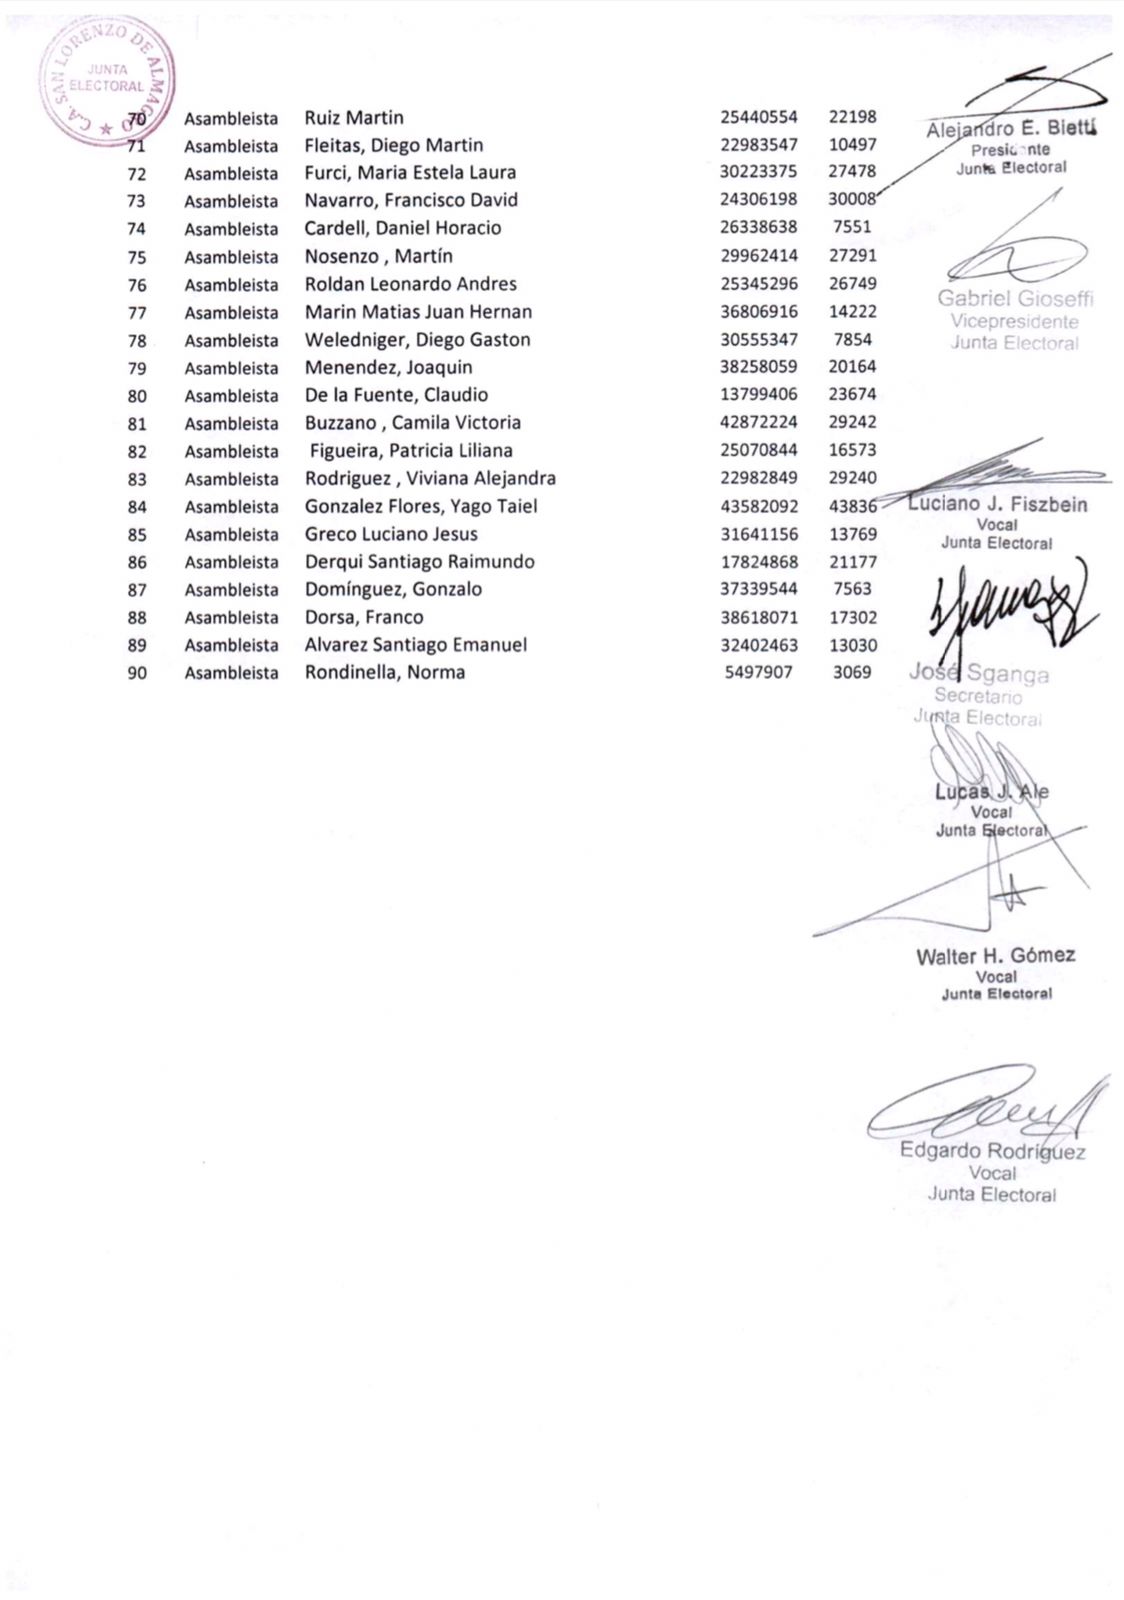 C.A. SAN LORENZO DE ALMAGRO
JUNTA
ELECTORAL
70 Asambleista Ruiz Martin 25440554 22198
71 Asambleista Fleitas, Diego Martin 22983547 10497
72 Asambleista Furci, Maria Estela Laura 30223375 27478
73 Asambleista Navarro, Francisco David 24306198 30008
74 Asambleista Cardell, Daniel Horacio 26338638 7551
75 Asambleista Nosenzo , Martín 29962414 27291
76 Asambleista Roldan Leonardo Andres 25345296 26749
77 Asambleista Marin Matias Juan Hernan 36806916 14222
78 Asambleista Weledniger, Diego Gaston 30555347 7854
79 Asambleista Menendez, Joaquin 38258059 20164
80 Asambleista De la Fuente, Claudio 13799406 23674
81 Asambleista Buzzano , Camila Victoria 42872224 29242
82 Asambleista Figueira, Patricia Liliana 25070844 16573
83 Asambleista Rodriguez , Viviana Alejandra 22982849 29240
84 Asambleista Gonzalez Flores, Yago Taiel 43582092 43836
85 Asambleista Greco Luciano Jesus 31641156 13769
86 Asambleista Derqui Santiago Raimundo 17824868 21177
87 Asambleista Domínguez, Gonzalo 37339544 7563
88 Asambleista Dorsa, Franco 38618071 17302
89 Asambleista Alvarez Santiago Emanuel 32402463 13030
90 Asambleista Rondinella, Norma 5497907 3069
Alejandro E. Bietti
Presidente
Junta Electoral
Gabriel Gioseffi
Vicepresidente
Junta Electoral
Luciano J. Fiszbein
Vocal
Junta Electoral
José Sganga
Secretario
Junta Electoral
Lucas J. Ale
Vocal
Junta Electoral
Walter H. Gómez
Vocal
Junta Electoral
Edgardo Rodríguez
Vocal
Junta Electoral